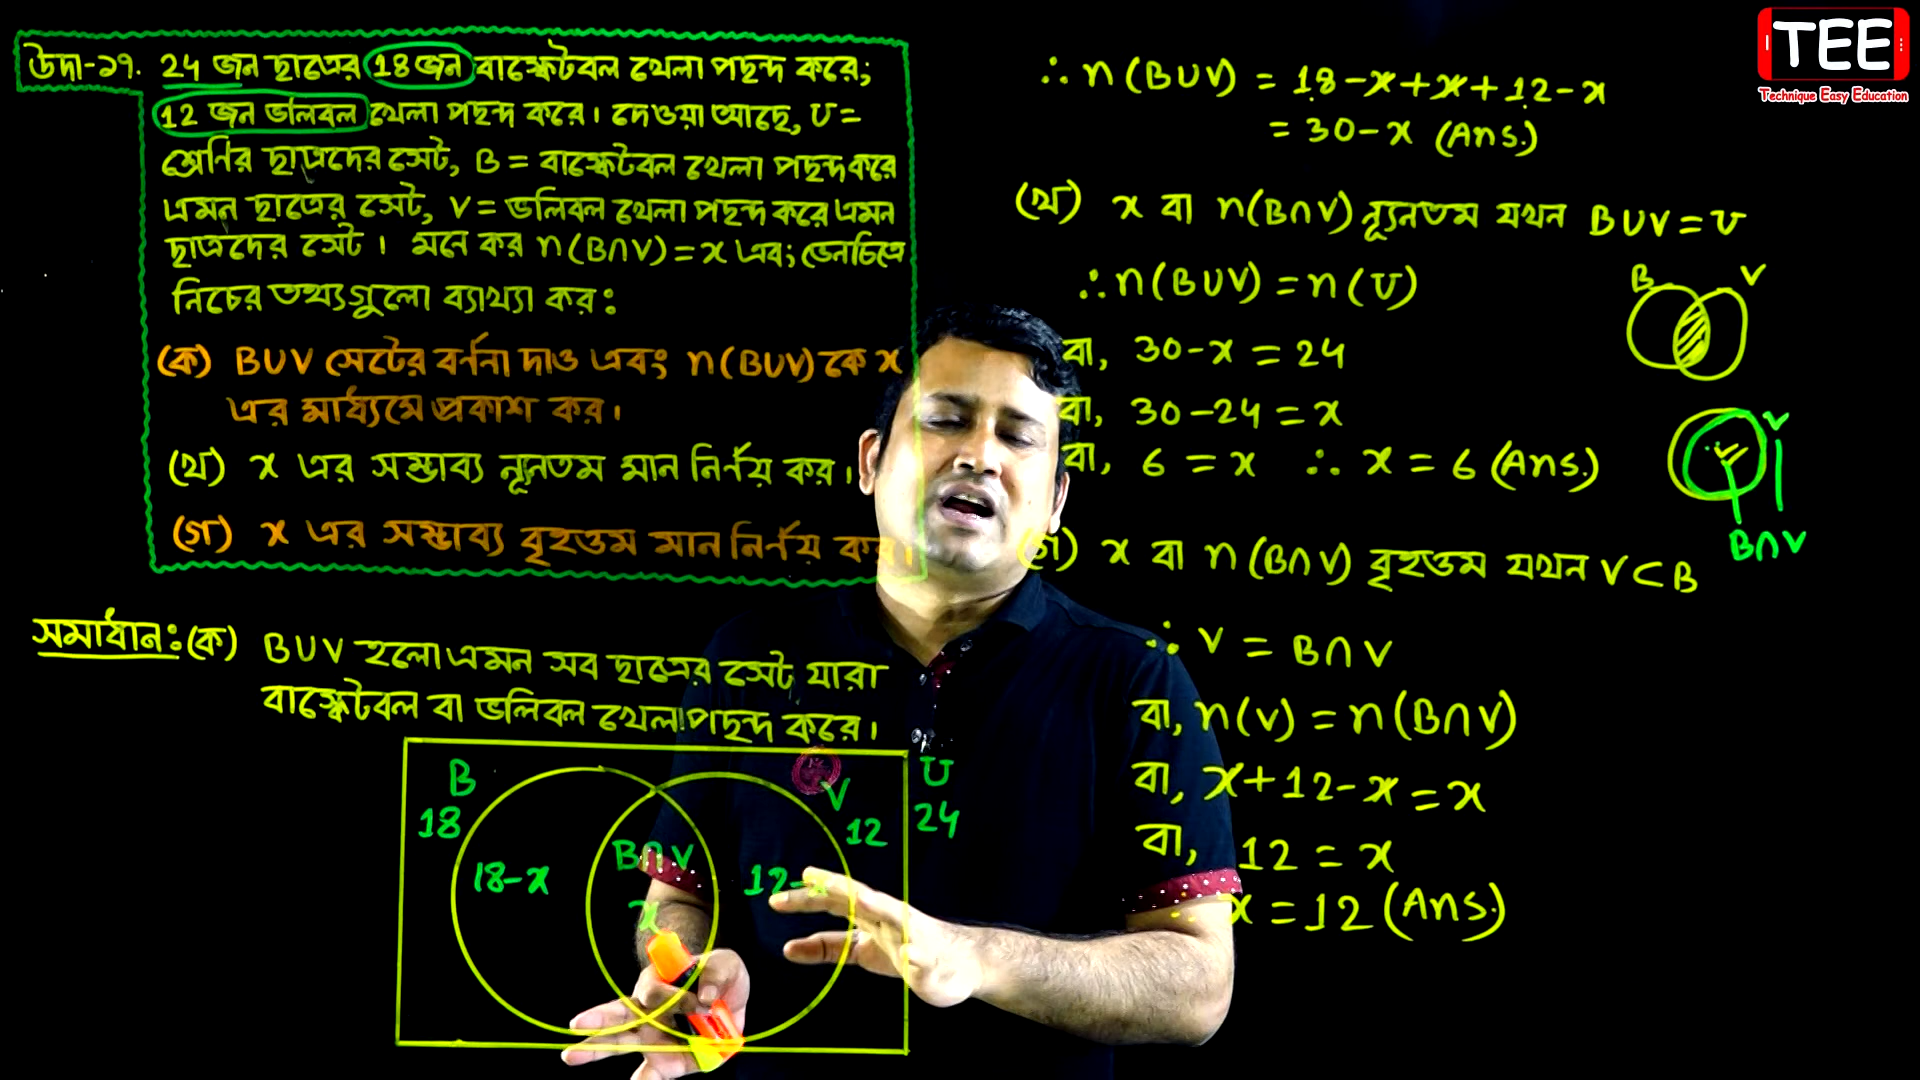 উদা-১৭. 24 জন ছাত্রের 18 জন বাস্কেটবল খেলা পছন্দ করে;
12 জন ভলিবল খেলা পছন্দ করে। দেওয়া আছে, U =
শ্রেণির ছাত্রদের সেট, B = বাস্কেটবল খেলা পছন্দ করে
এমন ছাত্রের সেট, V = ভলিবল খেলা পছন্দ করে এমন
ছাত্রদের সেট। মনে কর n(B∩V) = x এবং ভেনচিত্রে
নিচের তথ্যগুলো ব্যাখ্যা কর:
(ক) B∪V সেটের বর্ণনা দাও এবং n(B∪V) কে x
এর মাধ্যমে প্রকাশ কর।
(খ) x এর সম্ভাব্য ন্যূনতম মান নির্ণয় কর।
(গ) x এর সম্ভাব্য বৃহত্তম মান নির্ণয় কর।
সমাধান: (ক) B∪V হলো এমন সব ছাত্রের সেট যারা
বাস্কেটবল বা ভলিবল খেলা পছন্দ করে।
B V U
18 12 24
18-x B∩V 12-x
x
∴ n(B∪V) = 18-x+x+12-x
= 30-x (Ans.)
(খ) x বা n(B∩V) ন্যূনতম যখন B∪V = U
∴ n(B∪V) = n(U)
বা, 30-x = 24
বা, 30-24 = x
বা, 6 = x ∴ x = 6 (Ans.)
B V
V
B∩V
(গ) x বা n(B∩V) বৃহত্তম যখন V⊂B
∴ V = B∩V
বা, n(V) = n(B∩V)
বা, x+12-x = x
বা, 12 = x
∴ x = 12 (Ans.)
TEE
Technique Easy Education